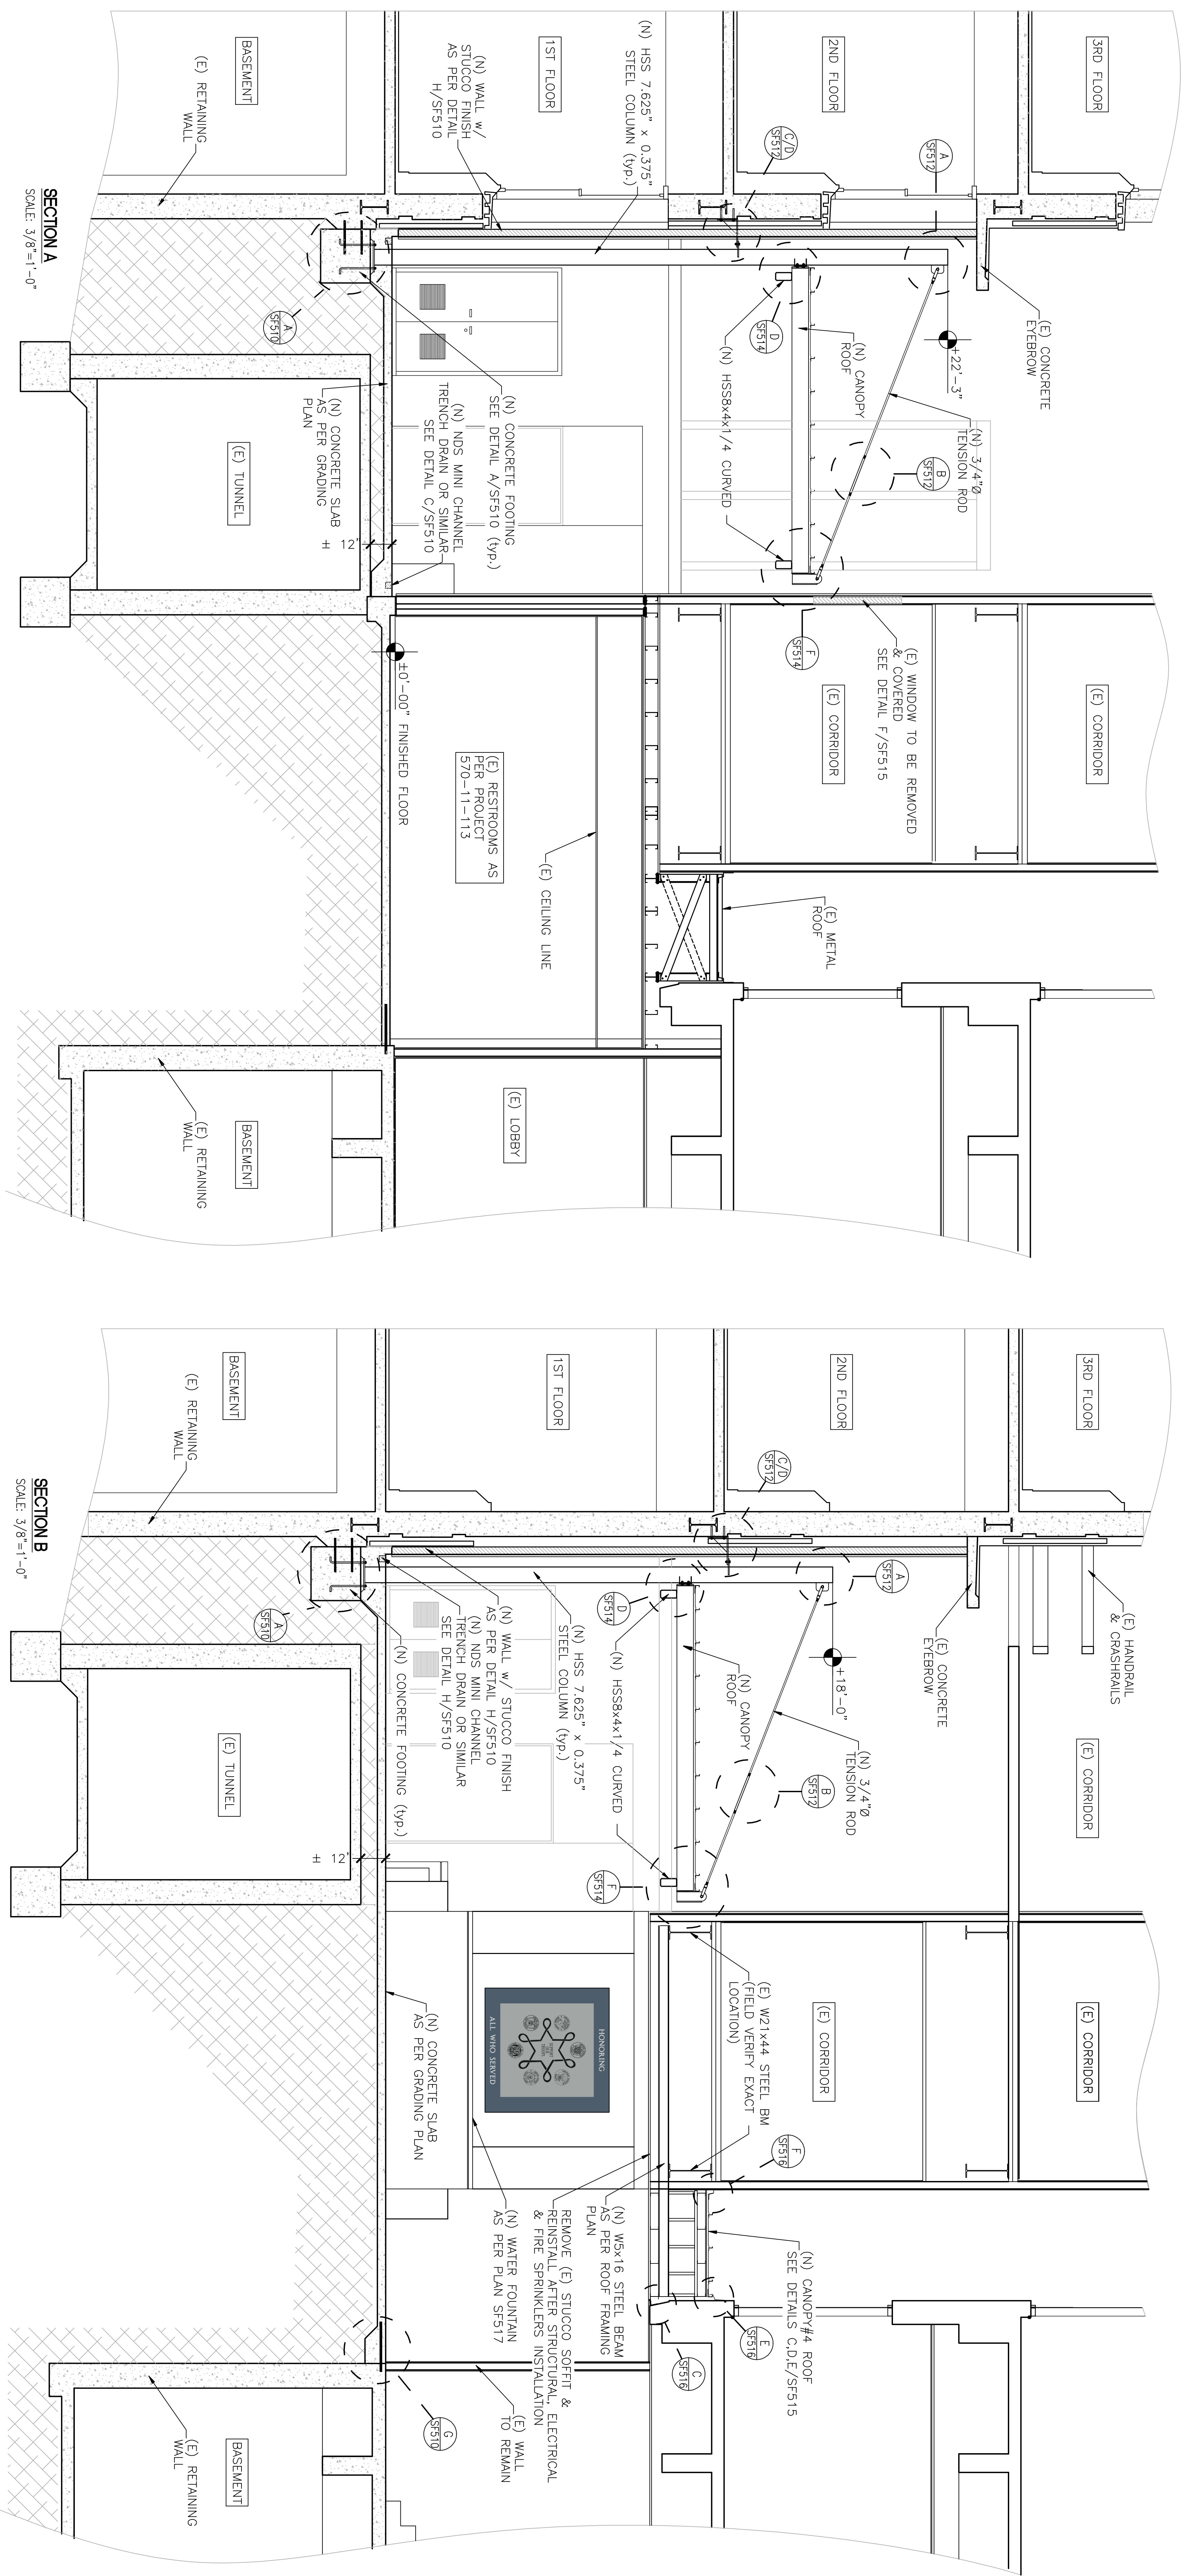 3RD FLOOR
2ND FLOOR
1ST FLOOR
BASEMENT
(E) RETAINING
WALL
(N) HSS 7.625" x 0.375"
STEEL COLUMN (typ.)
(N) WALL w/
STUCCO FINISH
AS PER DETAIL
H/SF510
A
SF512
C/D
SF512
(E) CONCRETE
EYEBROW
+22'-3"
(N) 3/4"Ø
TENSION ROD
B
SF512
(N) CANOPY
ROOF
D
SF514
(N) HSS8x4x1/4 CURVED
F
SF514
(N) CONCRETE FOOTING
SEE DETAIL A/SF510 (typ.)
(N) NDS MINI CHANNEL
TRENCH DRAIN OR SIMILAR
SEE DETAIL C/SF510
A
SF510
(N) CONCRETE SLAB
AS PER GRADING
PLAN
(E) TUNNEL
± 12'
±0'-00" FINISHED FLOOR
(E) CORRIDOR
(E) CORRIDOR
(E) WINDOW TO BE REMOVED
& COVERED
SEE DETAIL F/SF515
(E) RESTROOMS AS
PER PROJECT
570-11-113
(E) CEILING LINE
(E) METAL
ROOF
(E) LOBBY
BASEMENT
(E) RETAINING
WALL
SECTION A
SCALE: 3/8"=1'-0"
3RD FLOOR
2ND FLOOR
1ST FLOOR
BASEMENT
(E) RETAINING
WALL
C/D
SF512
A
SF512
(E) HANDRAIL
& CRASHRAILS
(E) CONCRETE
EYEBROW
+18'-0"
(N) 3/4"Ø
TENSION ROD
B
SF512
(N) CANOPY
ROOF
D
SF514
(N) HSS8x4x1/4 CURVED
F
SF514
(N) HSS 7.625" x 0.375"
STEEL COLUMN (typ.)
(N) WALL w/ STUCCO FINISH
AS PER DETAIL H/SF510
(N) NDS MINI CHANNEL
TRENCH DRAIN OR SIMILAR
SEE DETAIL H/SF510
(N) CONCRETE FOOTING (typ.)
A
SF510
(E) TUNNEL
± 12'
(E) CORRIDOR
(E) CORRIDOR
(E) CORRIDOR
(E) W21x44 STEEL BM
(FIELD VERIFY EXACT
LOCATION)
F
SF516
(N) CANOPY#4 ROOF
SEE DETAILS C,D,E/SF515
E
SF516
C
SF516
HONORING
ALL WHO SERVED
(N) W5x16 STEEL BEAM
AS PER ROOF FRAMING
PLAN
REMOVE (E) STUCCO SOFFIT &
REINSTALL AFTER STRUCTURAL, ELECTRICAL
& FIRE SPRINKLERS INSTALLATION
(N) WATER FOUNTAIN
AS PER PLAN SF517
(E) WALL
TO REMAIN
(N) CONCRETE SLAB
AS PER GRADING PLAN
G
SF510
BASEMENT
(E) RETAINING
WALL
SECTION B
SCALE: 3/8"=1'-0"